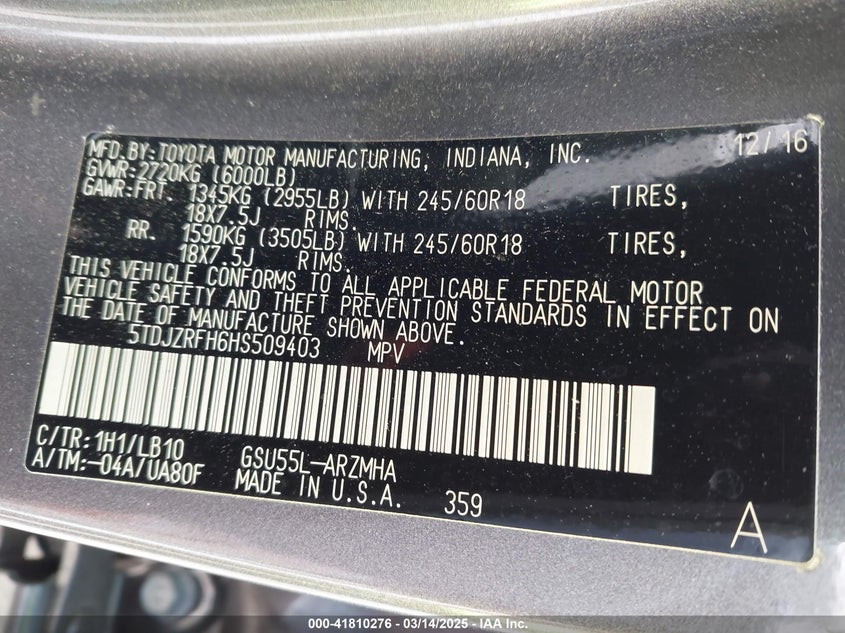 MFD. BY: TOYOTA MOTOR MANUFACTURING, INDIANA, INC. 12/16
GVWR: 2720KG (6000LB)
GAWR: FRT. 1345KG (2955LB) WITH 245/60R18 TIRES,
18X7.5J RIMS.
RR. 1590KG (3505LB) WITH 245/60R18 TIRES,
18X7.5J RIMS.
THIS VEHICLE CONFORMS TO ALL APPLICABLE FEDERAL MOTOR
VEHICLE SAFETY AND THEFT PREVENTION STANDARDS IN EFFECT ON
THE DATE OF MANUFACTURE SHOWN ABOVE.
5TDJZRFH6HS509403 MPV
C/TR: 1H1/LB10 GSU55L-ARZMHA
A/TM: -04A/UA80F MADE IN U.S.A. 359
A
000-41810276 - 03/14/2025 - IAA Inc.